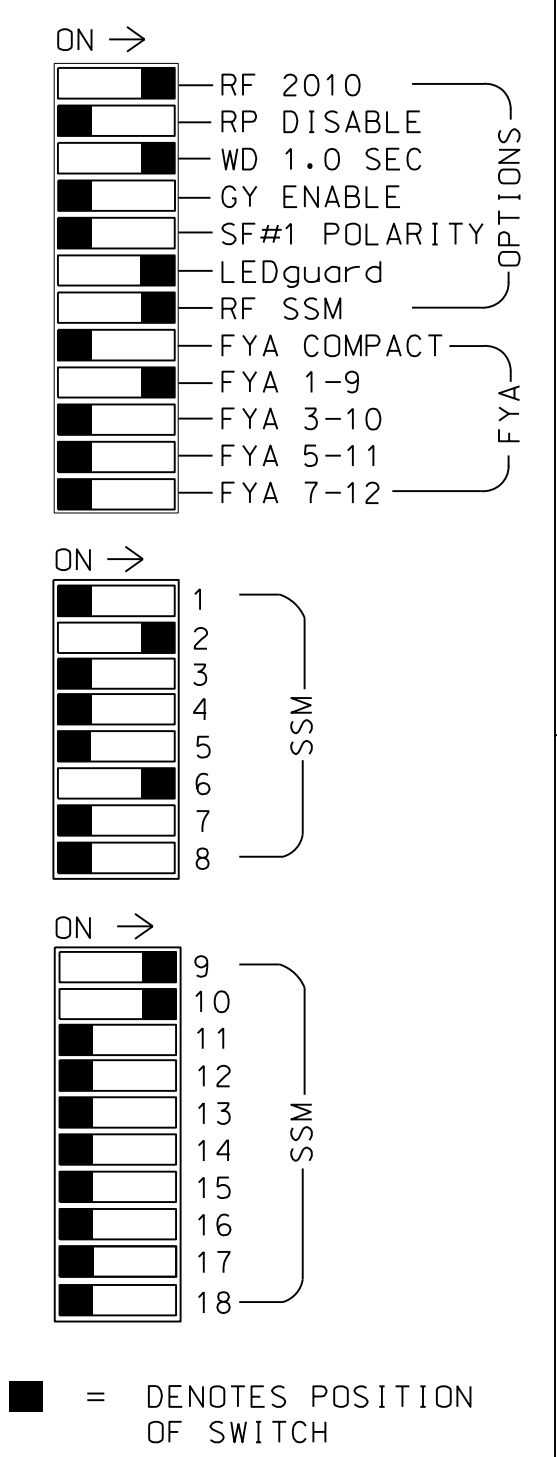 ON →
RF 2010
RP DISABLE
WD 1.0 SEC
GY ENABLE
SF#1 POLARITY
LEDguard
RF SSM
OPTIONS
FYA COMPACT
FYA 1-9
FYA 3-10
FYA 5-11
FYA 7-12
FYA
ON →
1
2
3
4
5
6
7
8
SSM
ON →
9
10
11
12
13
14
15
16
17
18
SSM
= DENOTES POSITION
OF SWITCH